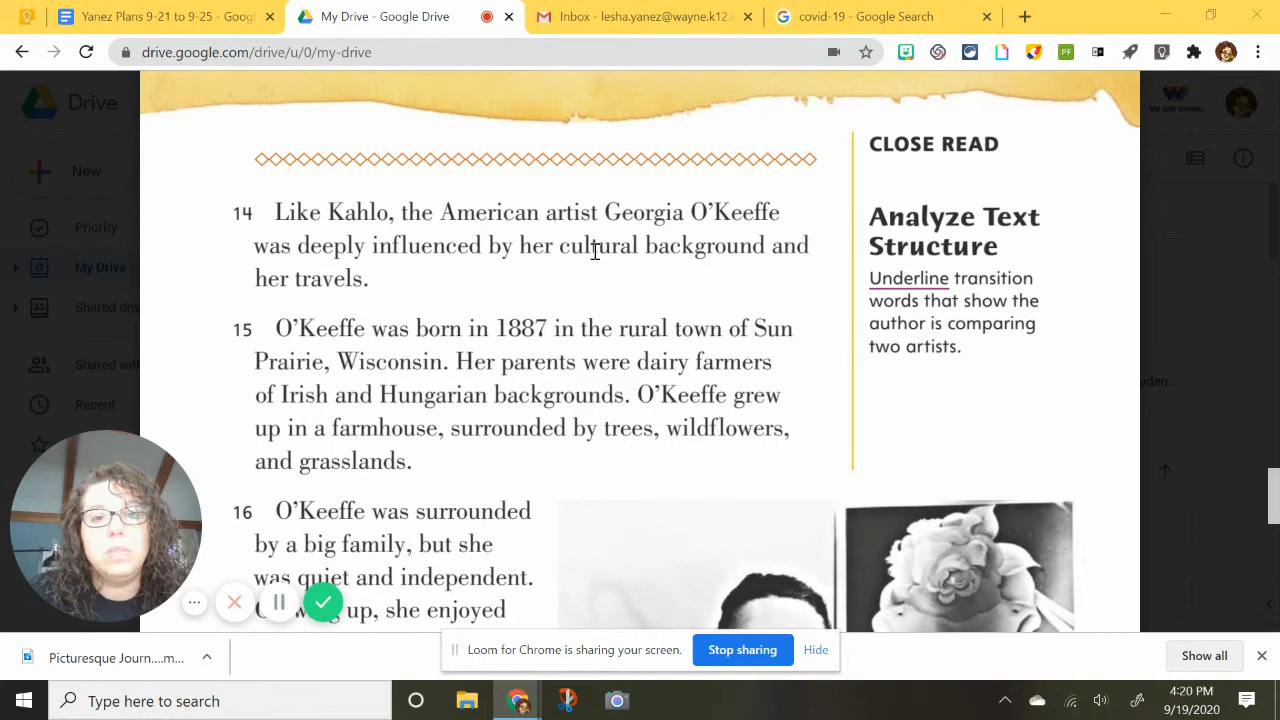 Yanez Plans 9-21 to 9-25 - Goo
My Drive - Google Drive
Inbox - lesha.yanez@wayne.k12.i
covid-19 - Google Search
drive.google.com/drive/u/0/my-drive
Drive
WE ARE WAYNE
New
Priority
My Drive
Shared driv
Shared with
Recent
CLOSE READ
Analyze Text
Structure
Underline transition
words that show the
author is comparing
two artists.
14 Like Kahlo, the American artist Georgia O'Keeffe
was deeply influenced by her cultural background and
her travels.
15 O'Keeffe was born in 1887 in the rural town of Sun
Prairie, Wisconsin. Her parents were dairy farmers
of Irish and Hungarian backgrounds. O'Keeffe grew
up in a farmhouse, surrounded by trees, wildflowers,
and grasslands.
16 O'Keeffe was surrounded
by a big family, but she
was quiet and independent.
up, she enjoyed
uden...
Loom for Chrome is sharing your screen.
Stop sharing
Hide
Picturesque Journ....m...
Show all
Type here to search
4:20 PM
9/19/2020